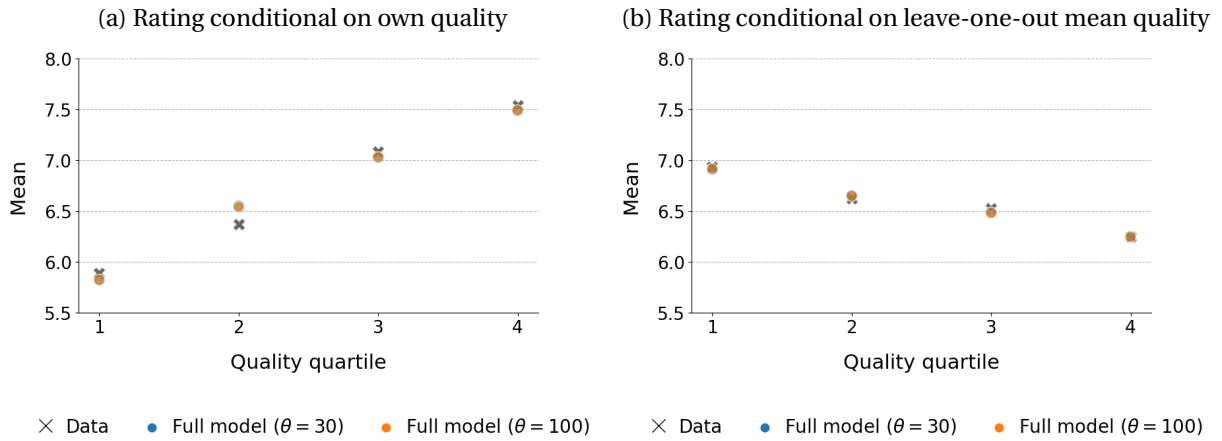 (a) Rating conditional on own quality
8.0
7.5
7.0
6.5
6.0
5.5
Mean
1 2 3 4
Quality quartile
× Data ● Full model (θ = 30) ● Full model (θ = 100)
(b) Rating conditional on leave-one-out mean quality
8.0
7.5
7.0
6.5
6.0
5.5
Mean
1 2 3 4
Quality quartile
× Data ● Full model (θ = 30) ● Full model (θ = 100)